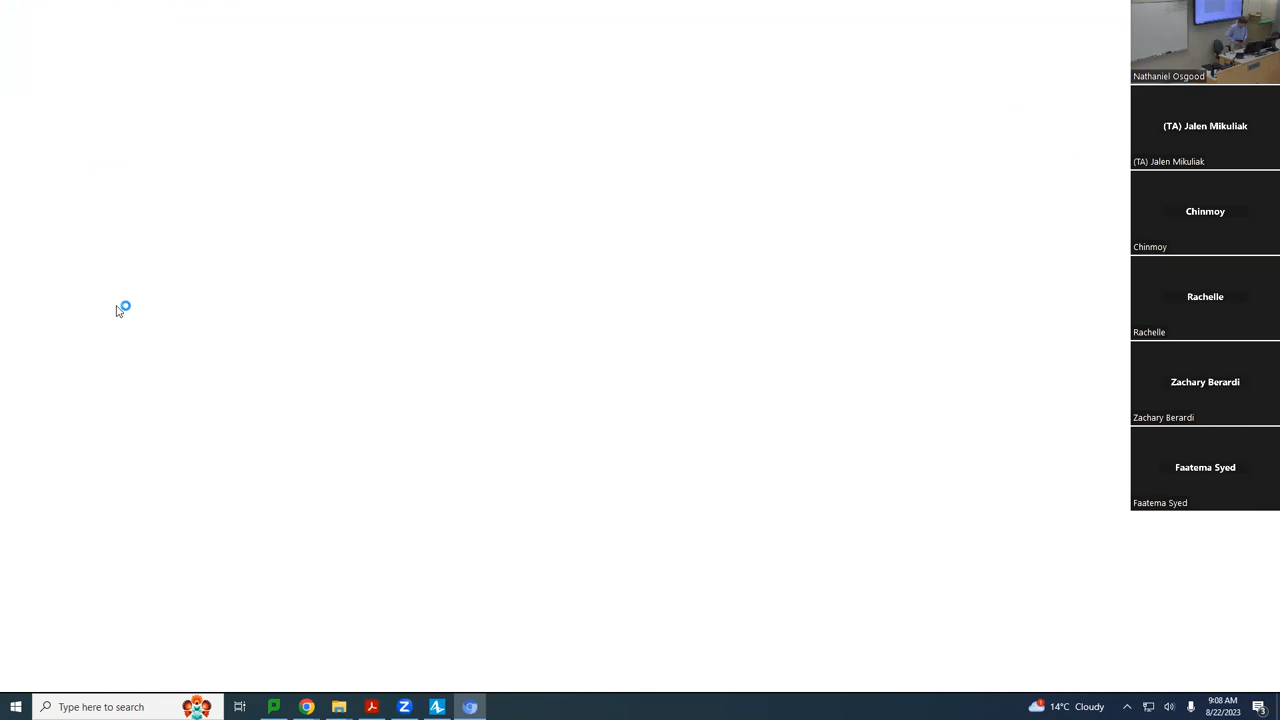 Nathaniel Osgood
(TA) Jalen Mikuliak
(TA) Jalen Mikuliak
Chinmoy
Chinmoy
Rachelle
Rachelle
Zachary Berardi
Zachary Berardi
Faatema Syed
Faatema Syed
Type here to search
14°C Cloudy
9:08 AM
8/22/2023
3